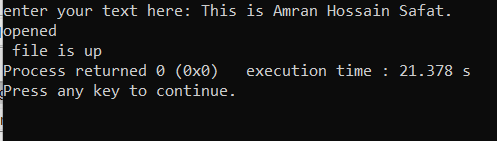 enter your text here: This is Amran Hossain Safat.
opened
 file is up
Process returned 0 (0x0)   execution time : 21.378 s
Press any key to continue.